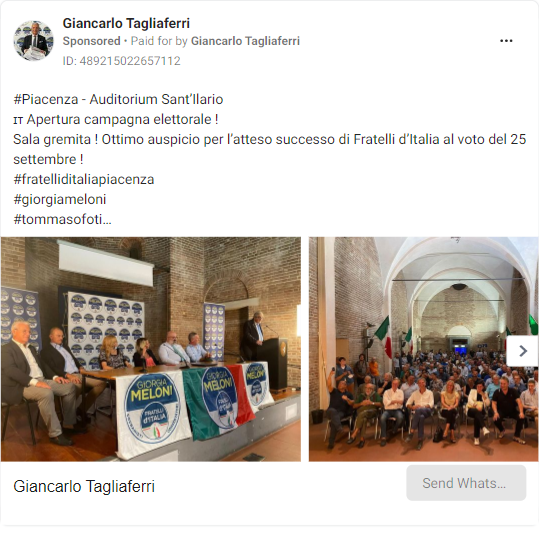 Giancarlo Tagliaferri
Sponsored • Paid for by Giancarlo Tagliaferri
ID: 489215022657112
#Piacenza - Auditorium Sant'Ilario
IT Apertura campagna elettorale !
Sala gremita ! Ottimo auspicio per l'atteso successo di Fratelli d'Italia al voto del 25
settembre !
#fratelliditaliapiacenza
#giorgiameloni
#tommasofoti...
GIORGIA
MELONI
FRATELLI
d'ITALIA
GIORGIA
MELONI
FRATELLI
d'ITALIA
Giancarlo Tagliaferri
Send Whats...